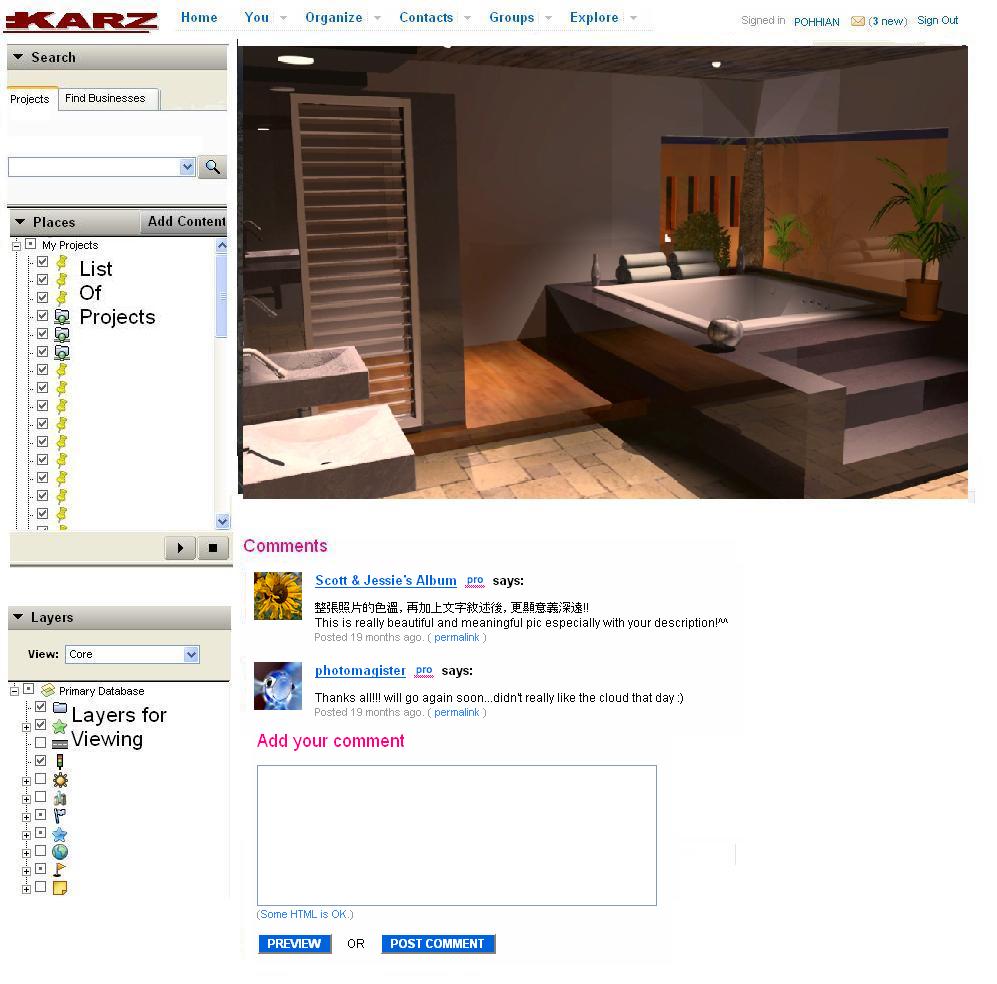 KARZ
Home You Organize Contacts Groups Explore
Signed in POHHIAN (3 new) Sign Out
Search
Projects Find Businesses
Places Add Content
My Projects
List
Of
Projects
Layers
View: Core
Primary Database
Layers for
Viewing
Comments
Scott & Jessie's Album pro says:
整張照片的色溫, 再加上文字敘述後, 更顯意義深遠!!
This is really beautiful and meaningful pic especially with your description!^^
Posted 19 months ago. ( permalink )
photomagister pro says:
Thanks all!!! will go again soon...didn't really like the cloud that day :)
Posted 19 months ago. ( permalink )
Add your comment
(Some HTML is OK.)
PREVIEW OR POST COMMENT